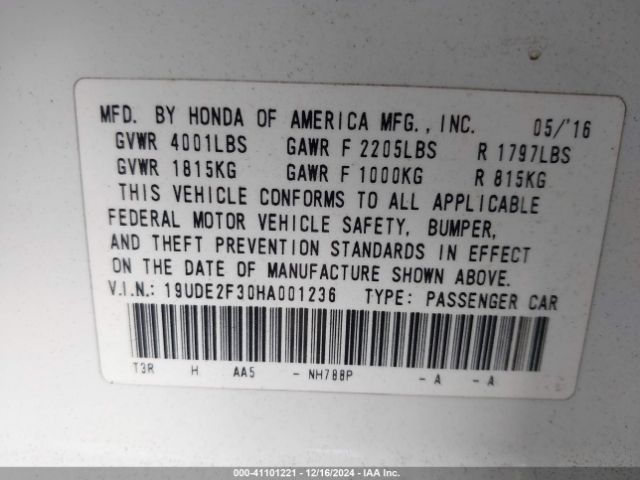 MFD. BY HONDA OF AMERICA MFG., INC. 05/'16
GVWR 4001LBS GAWR F 2205LBS R 1797LBS
GVWR 1815KG GAWR F 1000KG R 815KG
THIS VEHICLE CONFORMS TO ALL APPLICABLE
FEDERAL MOTOR VEHICLE SAFETY, BUMPER,
AND THEFT PREVENTION STANDARDS IN EFFECT
ON THE DATE OF MANUFACTURE SHOWN ABOVE.
V.I.N.: 19UDE2F30HA001236 TYPE: PASSENGER CAR
T3R H AA5 - NH788P - A - A
000-41101221 - 12/16/2024 - IAA Inc.